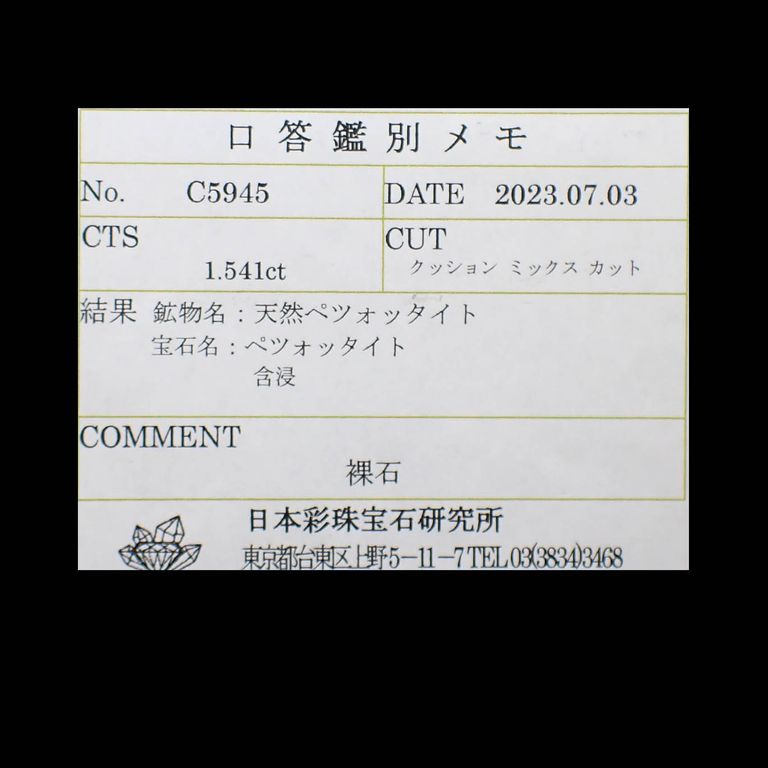 口答鑑別メモ
No. C5945 DATE 2023.07.03
CTS CUT
1.541ct クッション ミックス カット
結果 鉱物名：天然ペツォッタイト
宝石名：ペツォッタイト
含浸
COMMENT
裸石
日本彩珠宝石研究所
東京都台東区上野5－11－7 TEL 03(3834)3468